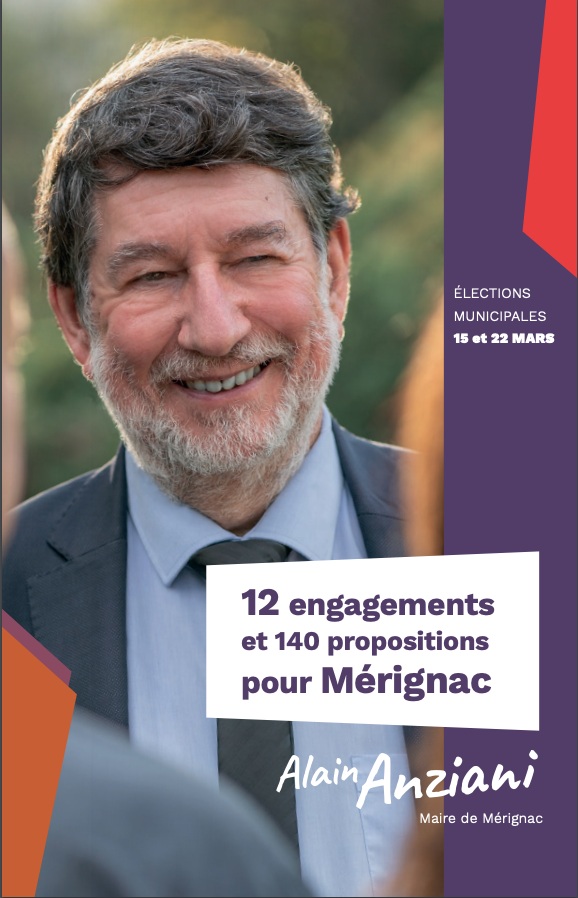 ÉLECTIONS
MUNICIPALES
15 et 22 MARS
12 engagements
et 140 propositions
pour Mérignac
Alain Anziani
Maire de Mérignac